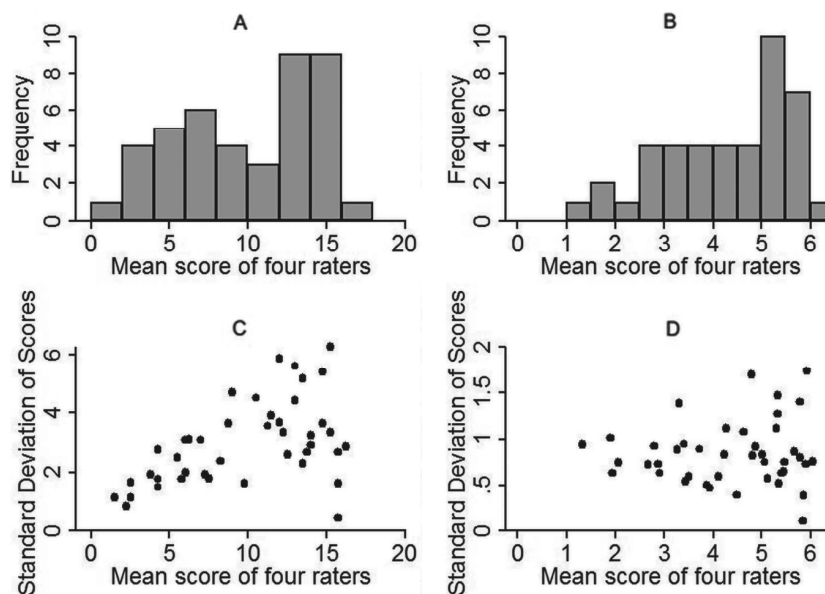 A
Frequency
0 2 4 6 8 10
0 5 10 15 20
Mean score of four raters
B
Frequency
0 2 4 6 8 10
0 1 2 3 4 5 6
Mean score of four raters
C
Standard Deviation of Scores
0 2 4 6
0 5 10 15 20
Mean score of four raters
D
Standard Deviation of Scores
0 .5 1 1.5 2
0 1 2 3 4 5 6
Mean score of four raters